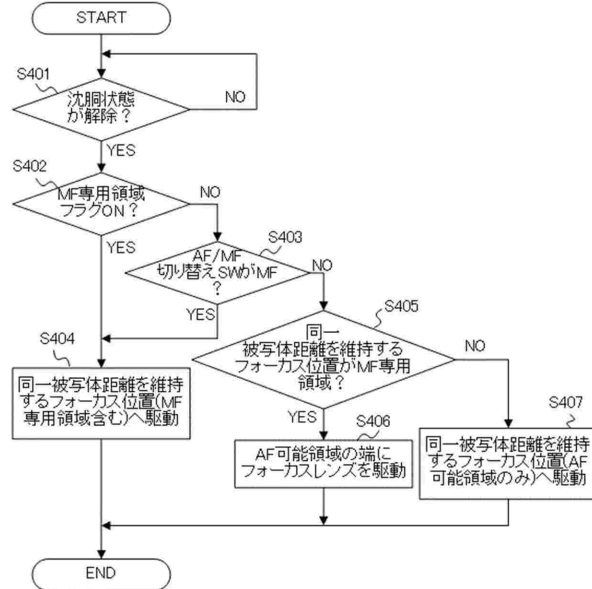 START
S401
沈胴状態
が解除？
NO
YES
S402
MF専用領域
フラグON？
NO
YES
S403
AF/MF
切り替えSWがMF
？
NO
YES
S405
同一
被写体距離を維持する
フォーカス位置がMF専用
領域？
NO
YES
S404
同一被写体距離を維持
するフォーカス位置(MF
専用領域含む)へ駆動
S406
AF可能領域の端に
フォーカスレンズを駆動
S407
同一被写体距離を維持
するフォーカス位置(AF
可能領域のみ)へ駆動
END